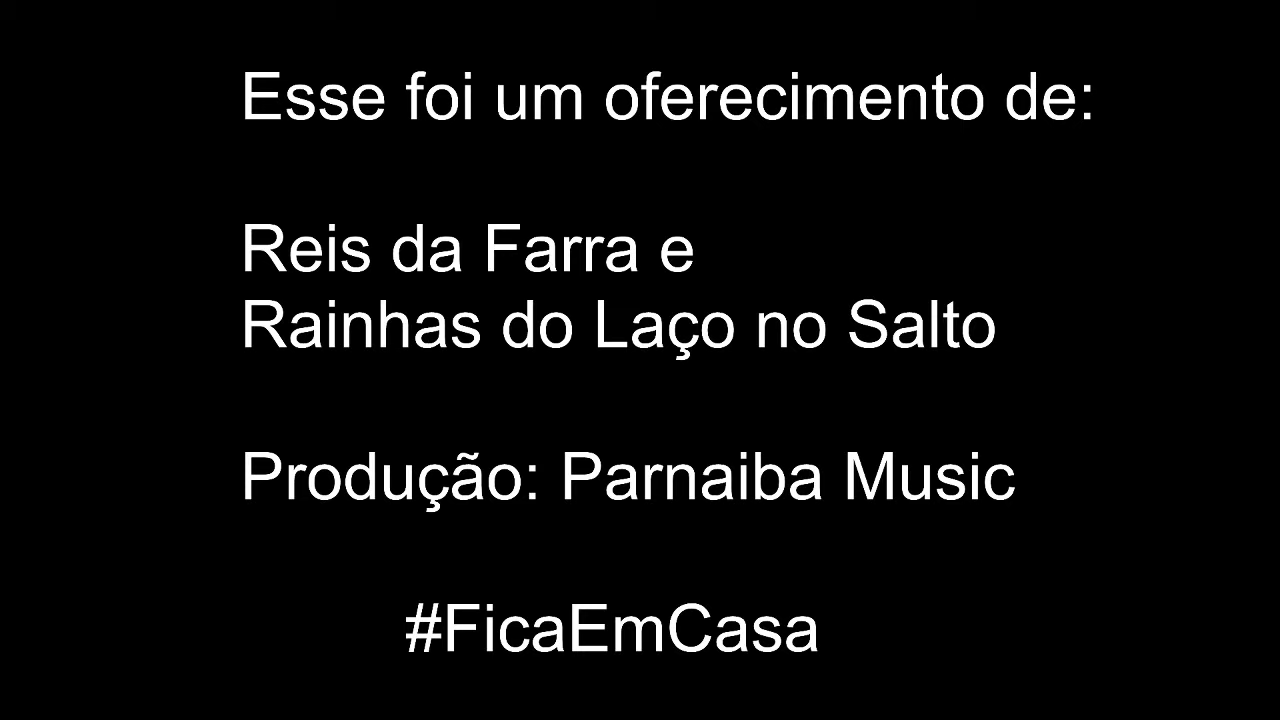 Esse foi um oferecimento de:
Reis da Farra e
Rainhas do Laço no Salto
Produção: Parnaiba Music
#FicaEmCasa